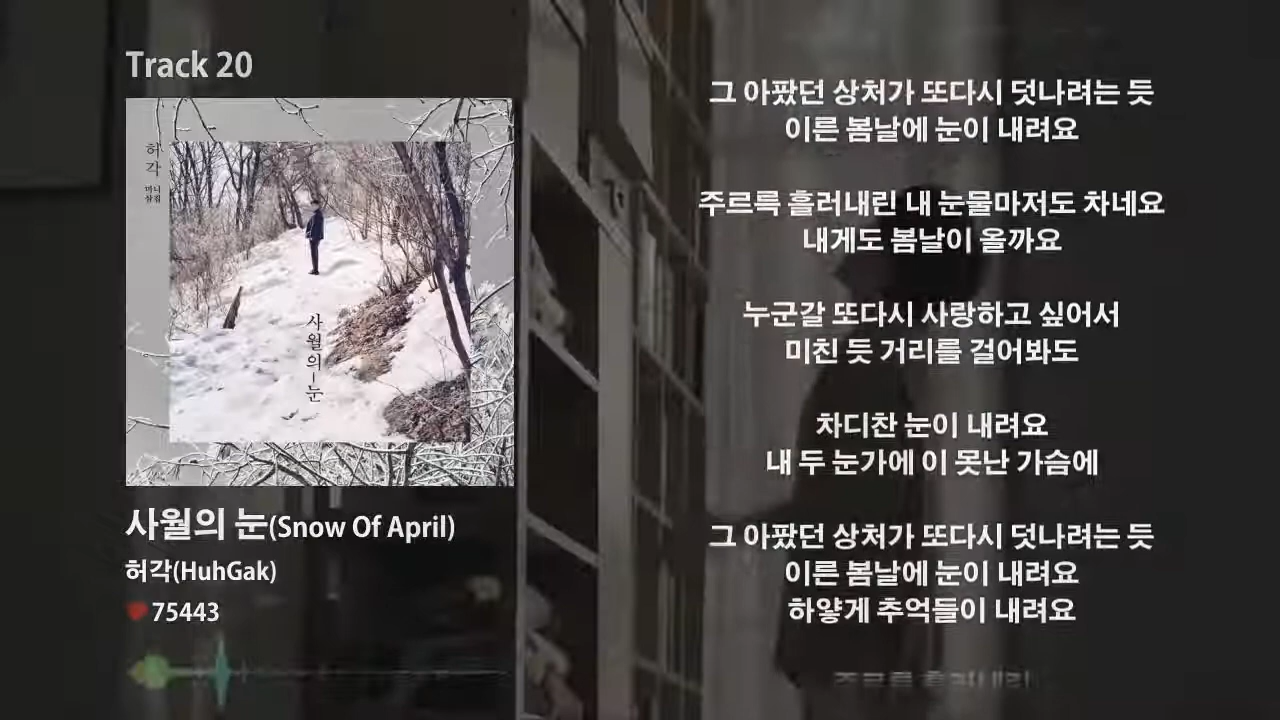 Track 20
허각
미니
삼집
사월의 눈
사월의 눈(Snow Of April)
허각(HuhGak)
75443
그 아팠던 상처가 또다시 덧나려는 듯
이른 봄날에 눈이 내려요
주르륵 흘러내린 내 눈물마저도 차네요
내게도 봄날이 올까요
누군갈 또다시 사랑하고 싶어서
미친 듯 거리를 걸어봐도
차디찬 눈이 내려요
내 두 눈가에 이 못난 가슴에
그 아팠던 상처가 또다시 덧나려는 듯
이른 봄날에 눈이 내려요
하얗게 추억들이 내려요